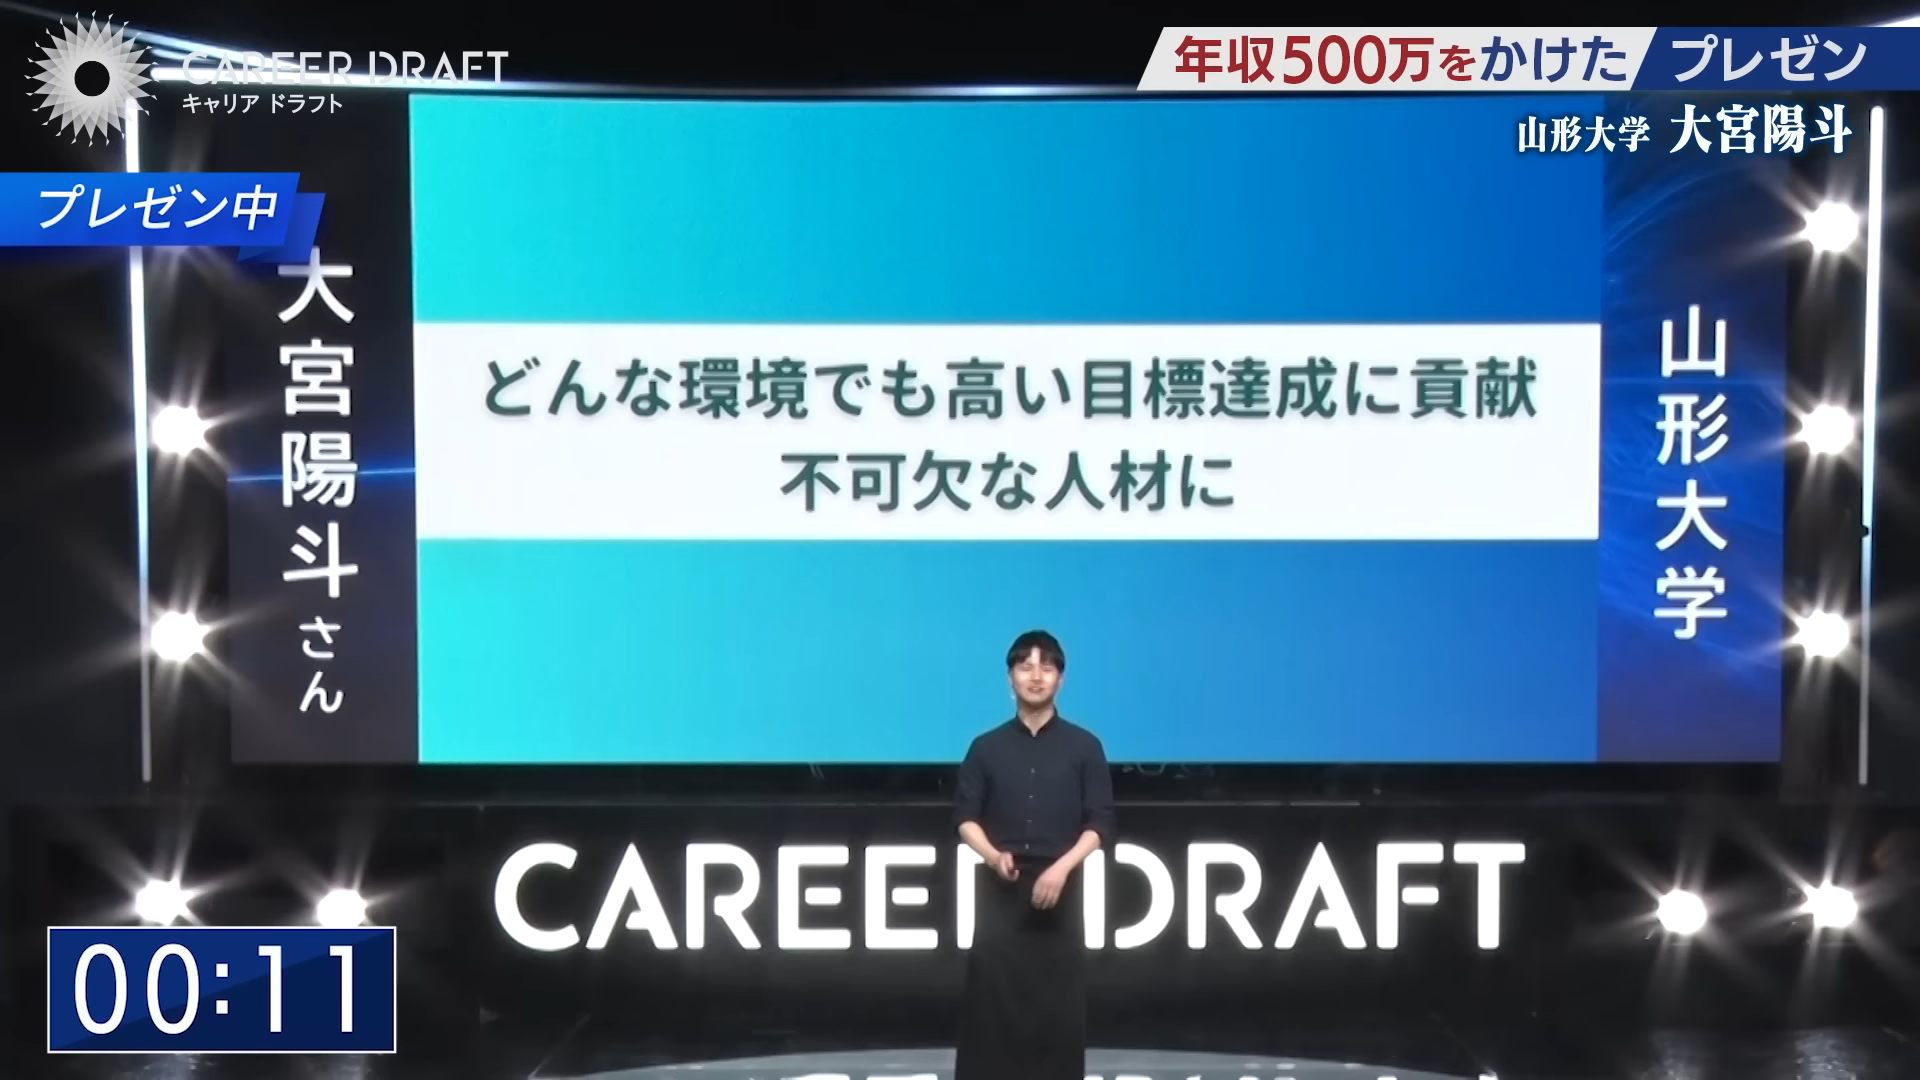 CAREER DRAFT
キャリア ドラフト
年収500万をかけた プレゼン
山形大学 大宮陽斗
プレゼン中
大宮陽斗さん
どんな環境でも高い目標達成に貢献
不可欠な人材に
山形大学
CAREER DRAFT
00:11